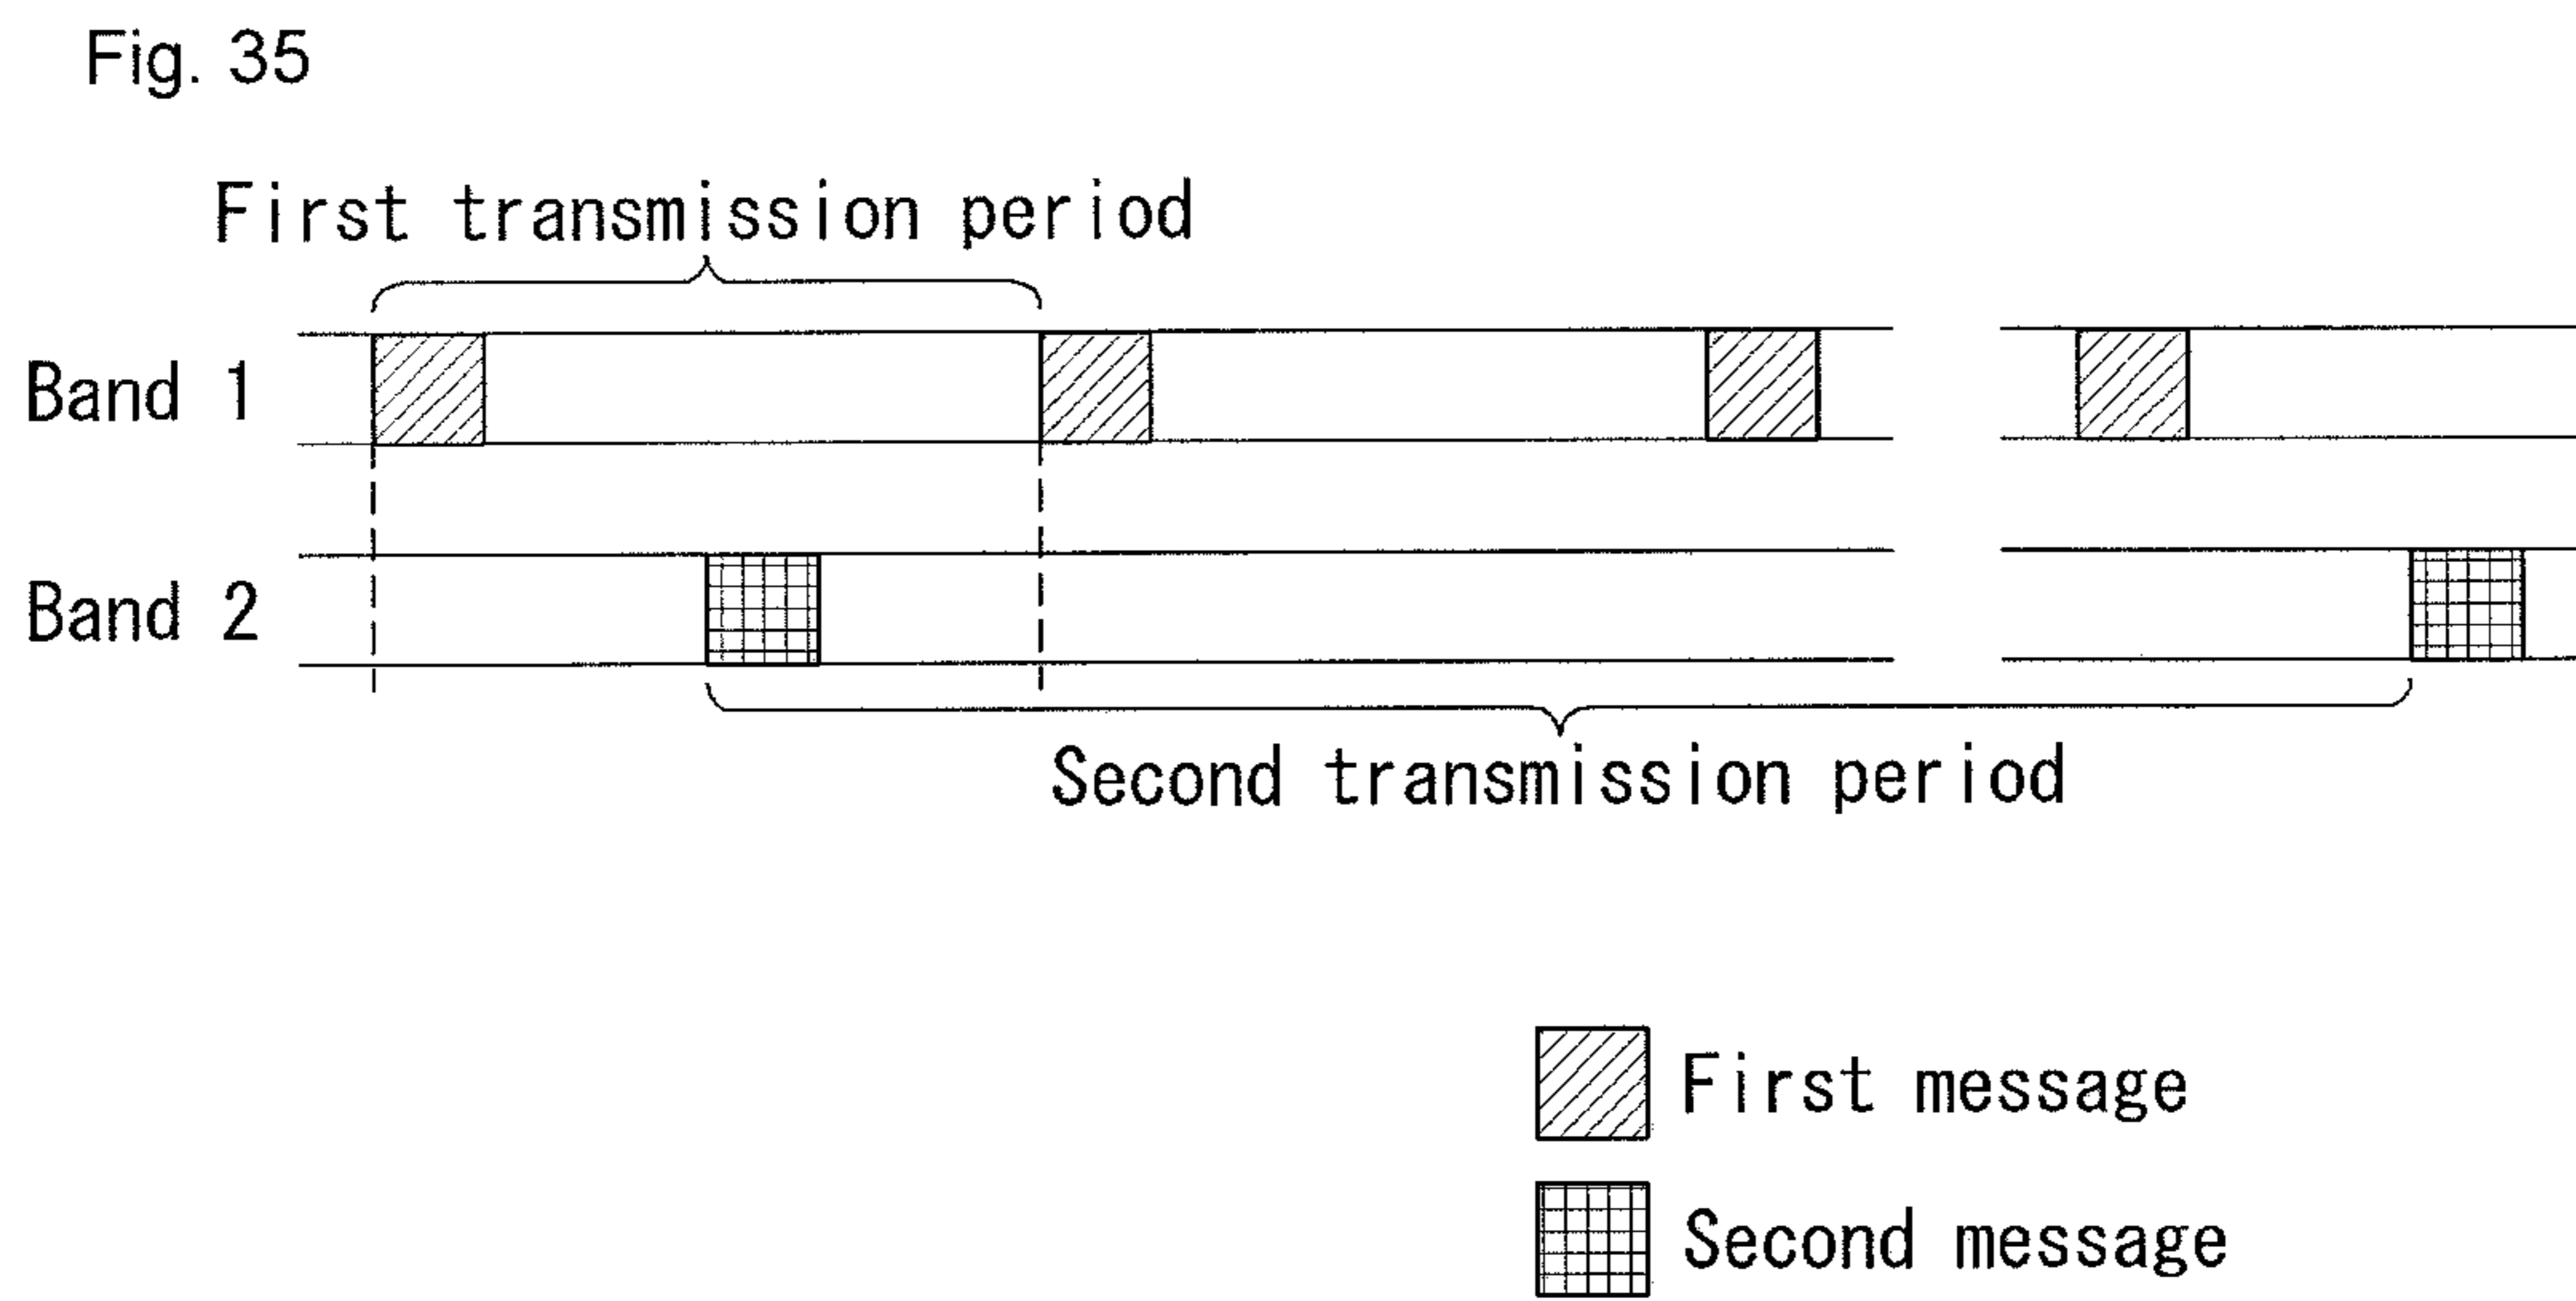 Fig. 35
First transmission period
Band 1
Band 2
Second transmission period
First message
Second message